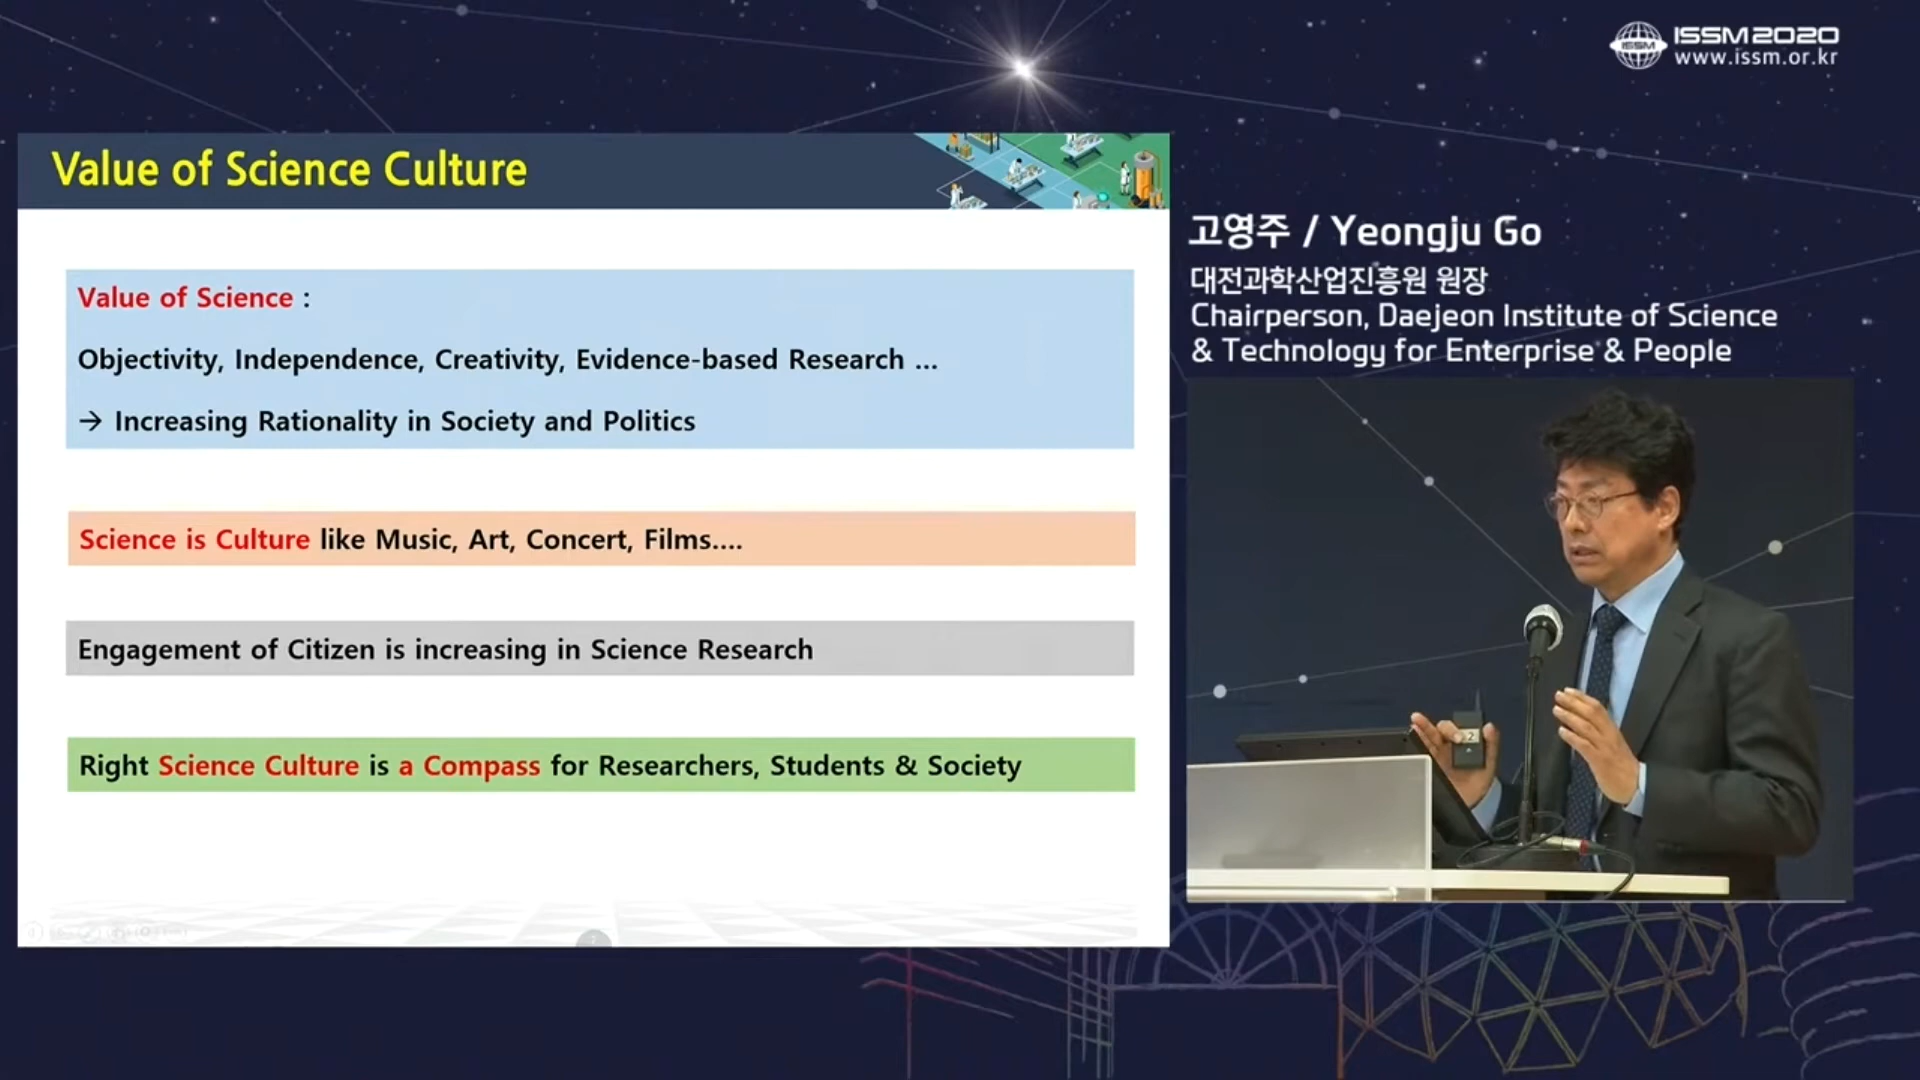 ISSM
ISSM2020
www.issm.or.kr
Value of Science Culture
Value of Science :
Objectivity, Independence, Creativity, Evidence-based Research ...
→ Increasing Rationality in Society and Politics
Science is Culture like Music, Art, Concert, Films....
Engagement of Citizen is increasing in Science Research
Right Science Culture is a Compass for Researchers, Students & Society
고영주 / Yeongju Go
대전과학산업진흥원 원장
Chairperson, Daejeon Institute of Science
& Technology for Enterprise & People